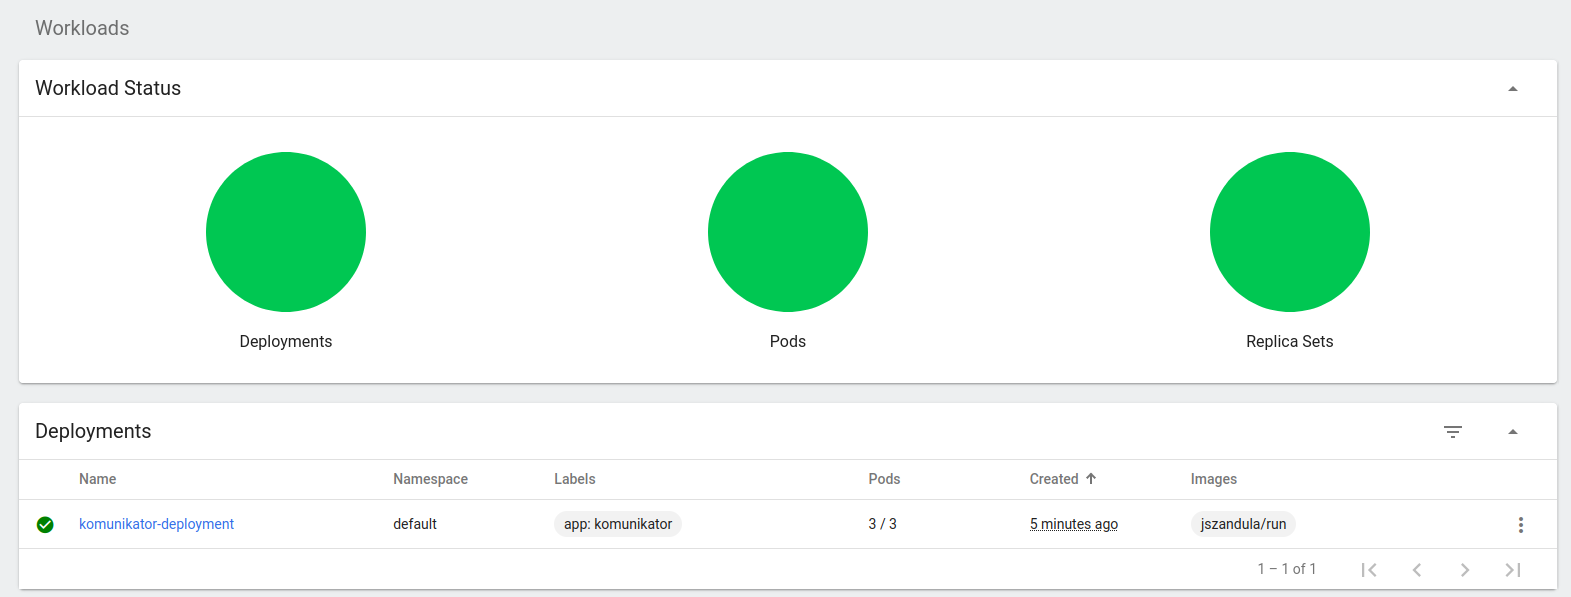 Workloads
Workload Status
Deployments Pods Replica Sets
Deployments
Name Namespace Labels Pods Created Images
komunikator-deployment default app: komunikator 3 / 3 5 minutes ago jszandula/run
1 – 1 of 1